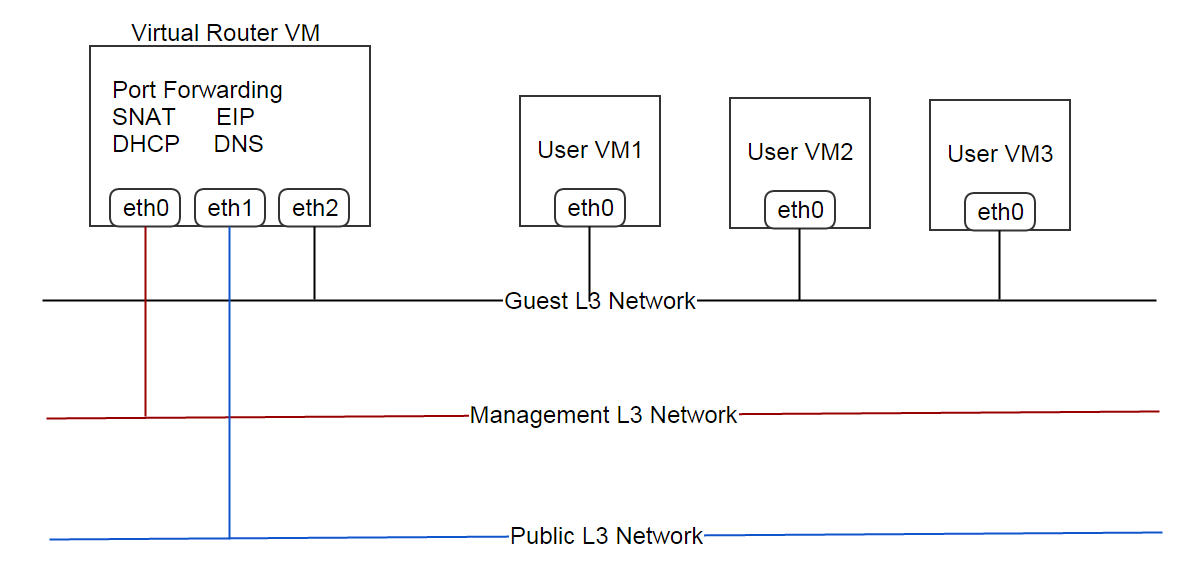 Virtual Router VM
Port Forwarding
SNAT EIP
DHCP DNS
eth0 eth1 eth2
User VM1
eth0
User VM2
eth0
User VM3
eth0
Guest L3 Network
Management L3 Network
Public L3 Network